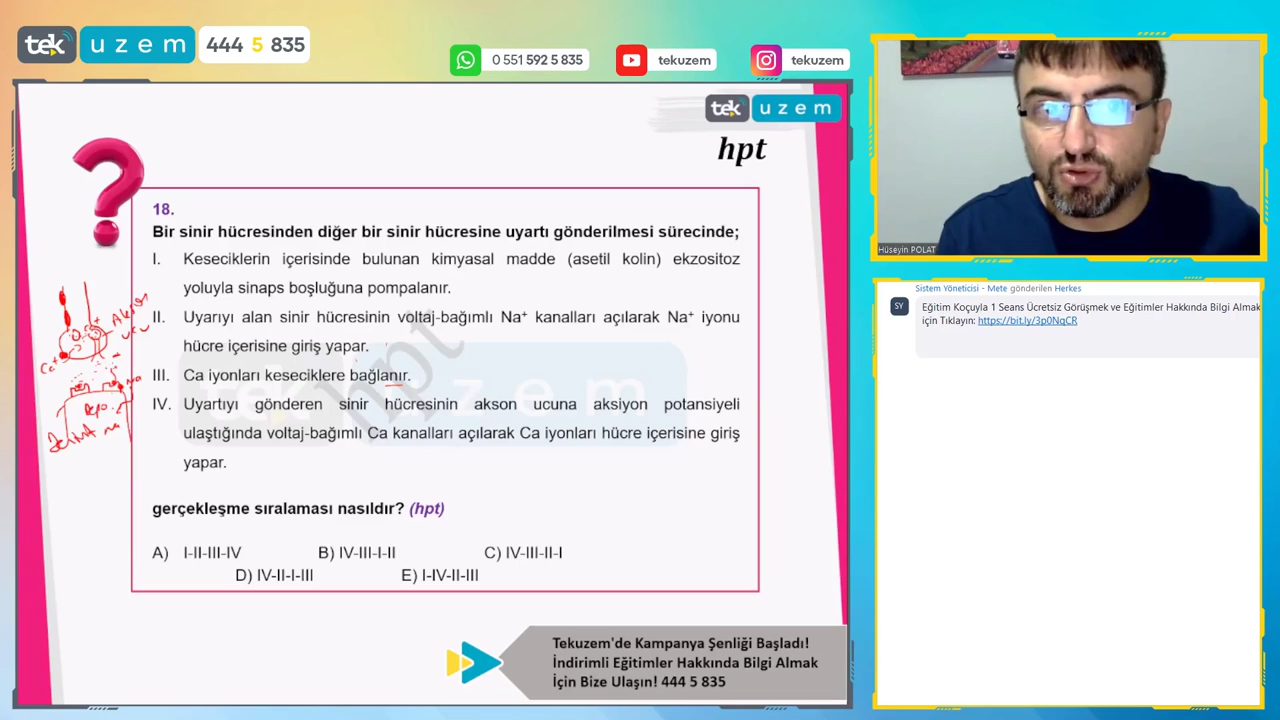 tek uzem 444 5 835
0 551 592 5 835 tekuzem tekuzem
tek uzem
hpt
18.
Bir sinir hücresinden diğer bir sinir hücresine uyartı gönderilmesi sürecinde;
I. Keseciklerin içerisinde bulunan kimyasal madde (asetil kolin) ekzositoz
yoluyla sinaps boşluğuna pompalanır.
II. Uyarıyı alan sinir hücresinin voltaj-bağımlı Na⁺ kanalları açılarak Na⁺ iyonu
hücre içerisine giriş yapar.
III. Ca iyonları keseciklere bağlanır.
IV. Uyartıyı gönderen sinir hücresinin akson ucuna aksiyon potansiyeli
ulaştığında voltaj-bağımlı Ca kanalları açılarak Ca iyonları hücre içerisine giriş
yapar.
gerçekleşme sıralaması nasıldır? (hpt)
A) I-II-III-IV B) IV-III-I-II C) IV-III-II-I
D) IV-II-I-III E) I-IV-II-III
tek uzem
hpt
Tekuzem'de Kampanya Şenliği Başladı!
İndirimli Eğitimler Hakkında Bilgi Almak
İçin Bize Ulaşın! 444 5 835
Hüseyin POLAT
Sistem Yöneticisi - Mete gönderilen Herkes
SY
Eğitim Koçuyla 1 Seans Ücretsiz Görüşmek ve Eğitimler Hakkında Bilgi Almak
için Tıklayın: https://bit.ly/3p0NqCR